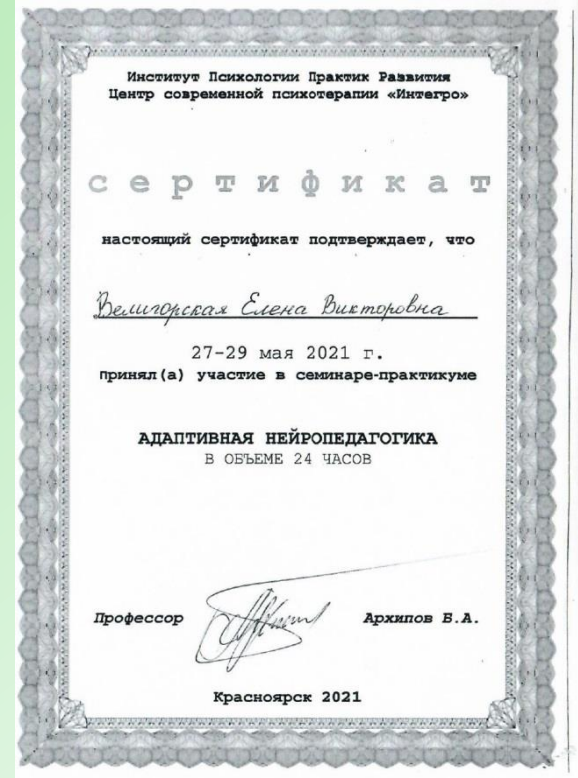 Институт Психологии Практик Развития
Центр современной психотерапии «Интегро»
сертификат
настоящий сертификат подтверждает, что
Велигорская Елена Викторовна
27-29 мая 2021 г.
принял(а) участие в семинаре-практикуме
АДАПТИВНАЯ НЕЙРОПЕДАГОГИКА
В ОБЪЕМЕ 24 ЧАСОВ
Профессор Архипов Б.А.
Красноярск 2021